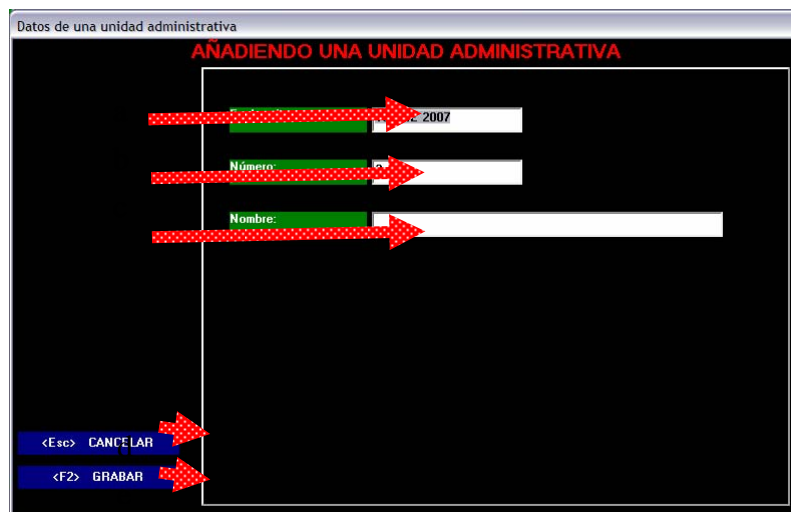 Datos de una unidad administrativa
AÑADIENDO UNA UNIDAD ADMINISTRATIVA
2007
Número:
Nombre:
<Esc> CANCELAR
<F2> GRABAR